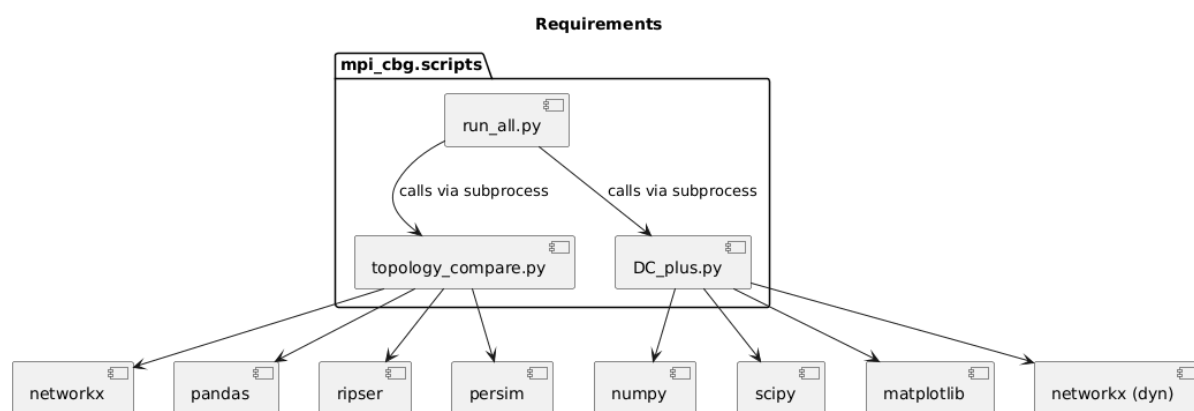 Requirements
mpi_cbg.scripts
run_all.py
calls via subprocess
calls via subprocess
topology_compare.py
DC_plus.py
networkx
pandas
ripser
persim
numpy
scipy
matplotlib
networkx (dyn)